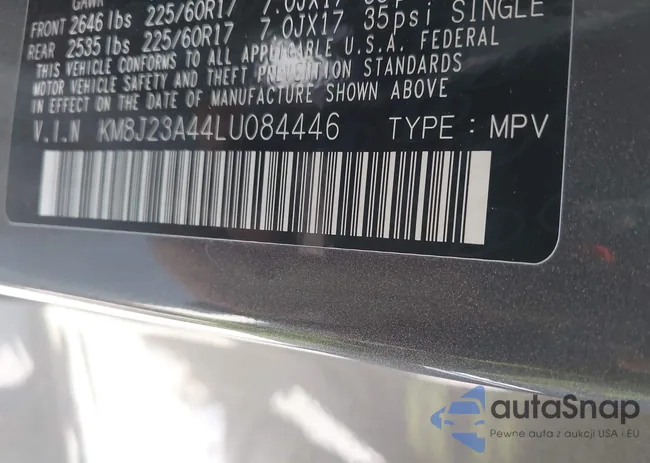 GAWR
FRONT 2646 lbs 225/60R17 7.0JX17 35psi SINGLE
REAR 2535 lbs 225/60R17 7.0JX17 35psi SINGLE
THIS VEHICLE CONFORMS TO ALL APPLICABLE U.S.A. FEDERAL
MOTOR VEHICLE SAFETY AND THEFT PREVENTION STANDARDS
IN EFFECT ON THE DATE OF MANUFACTURE SHOWN ABOVE.
V.I.N KM8J23A44LU084446 TYPE : MPV
autaSnap
Pewne auta z aukcji USA i EU